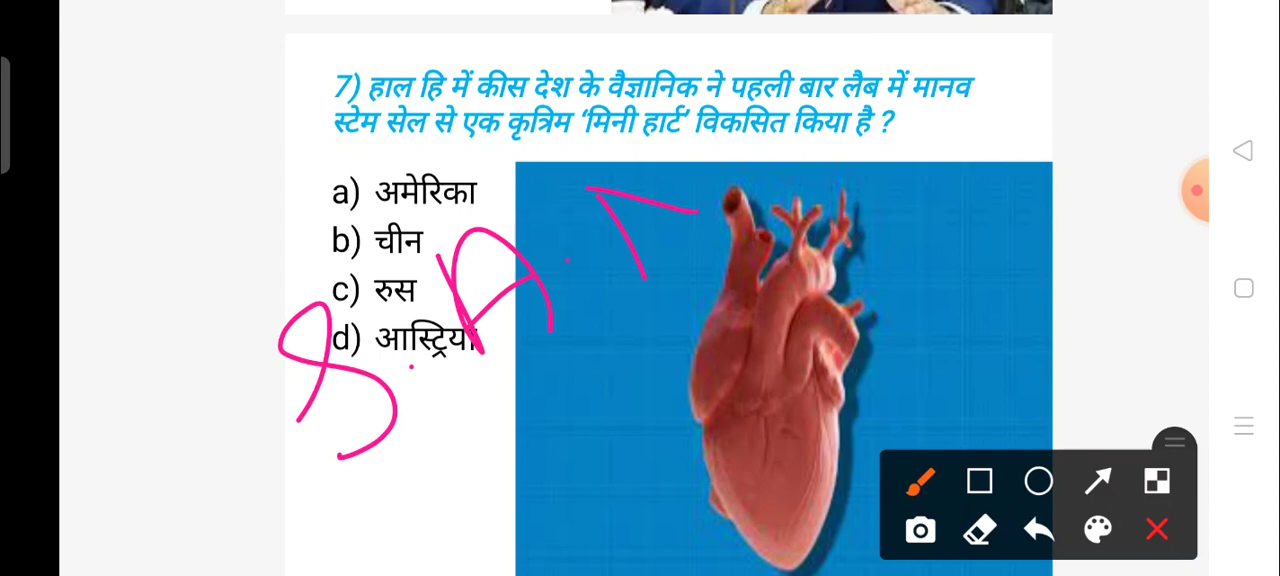 7) हाल हि में कीस देश के वैज्ञानिक ने पहली बार लैब में मानव
स्टेम सेल से एक कृत्रिम ‘मिनी हार्ट’ विकसित किया है ?
a) अमेरिका
b) चीन
c) रुस
d) आस्ट्रिया